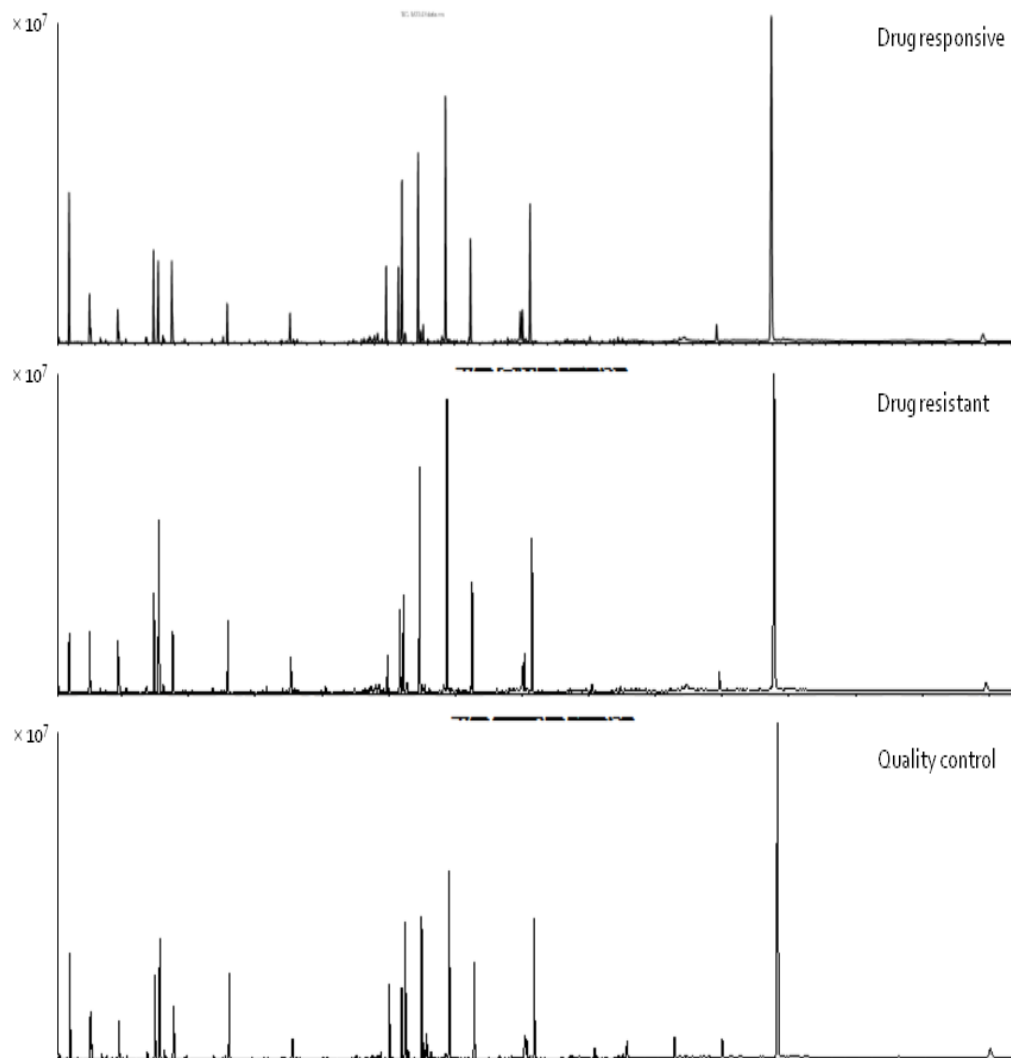 × 10⁷
Drug responsive
× 10⁷
Drug resistant
× 10⁷
Quality control